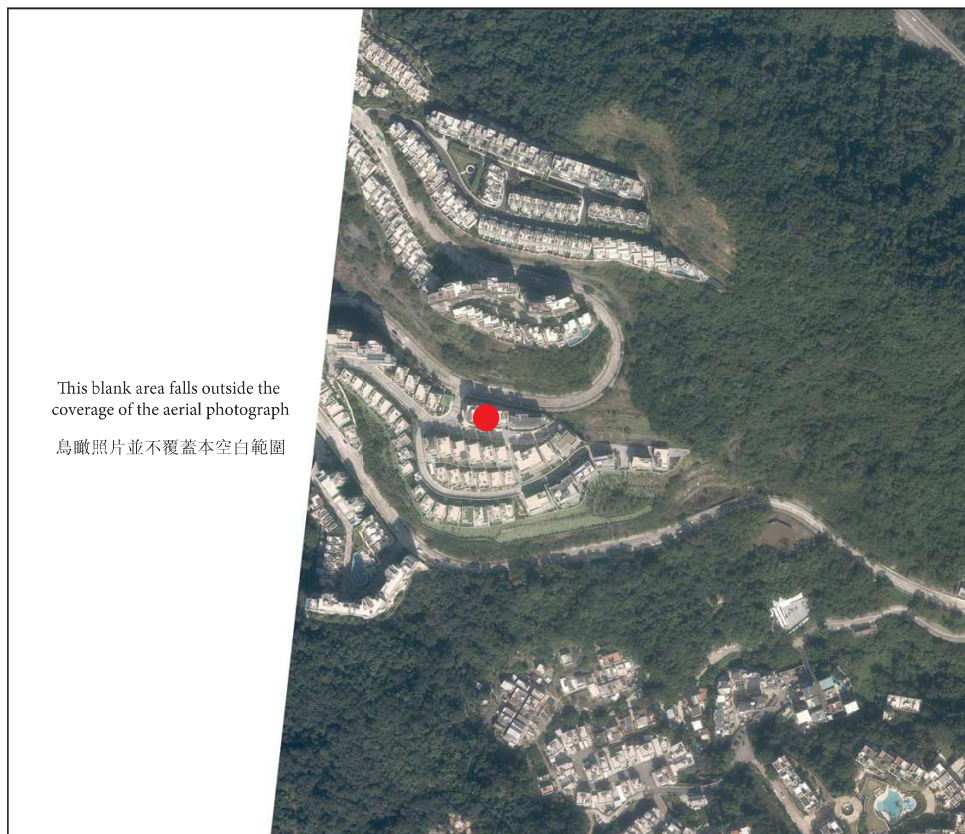 This blank area falls outside the
coverage of the aerial photograph
鳥瞰照片並不覆蓋本空白範圍